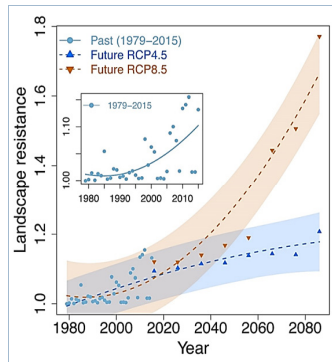 Past (1979–2015)
Future RCP4.5
Future RCP8.5
1979–2015
1.10
1.00
1980 1990 2000 2010
Landscape resistance
1.8
1.6
1.4
1.2
1.0
1980 2000 2020 2040 2060 2080
Year